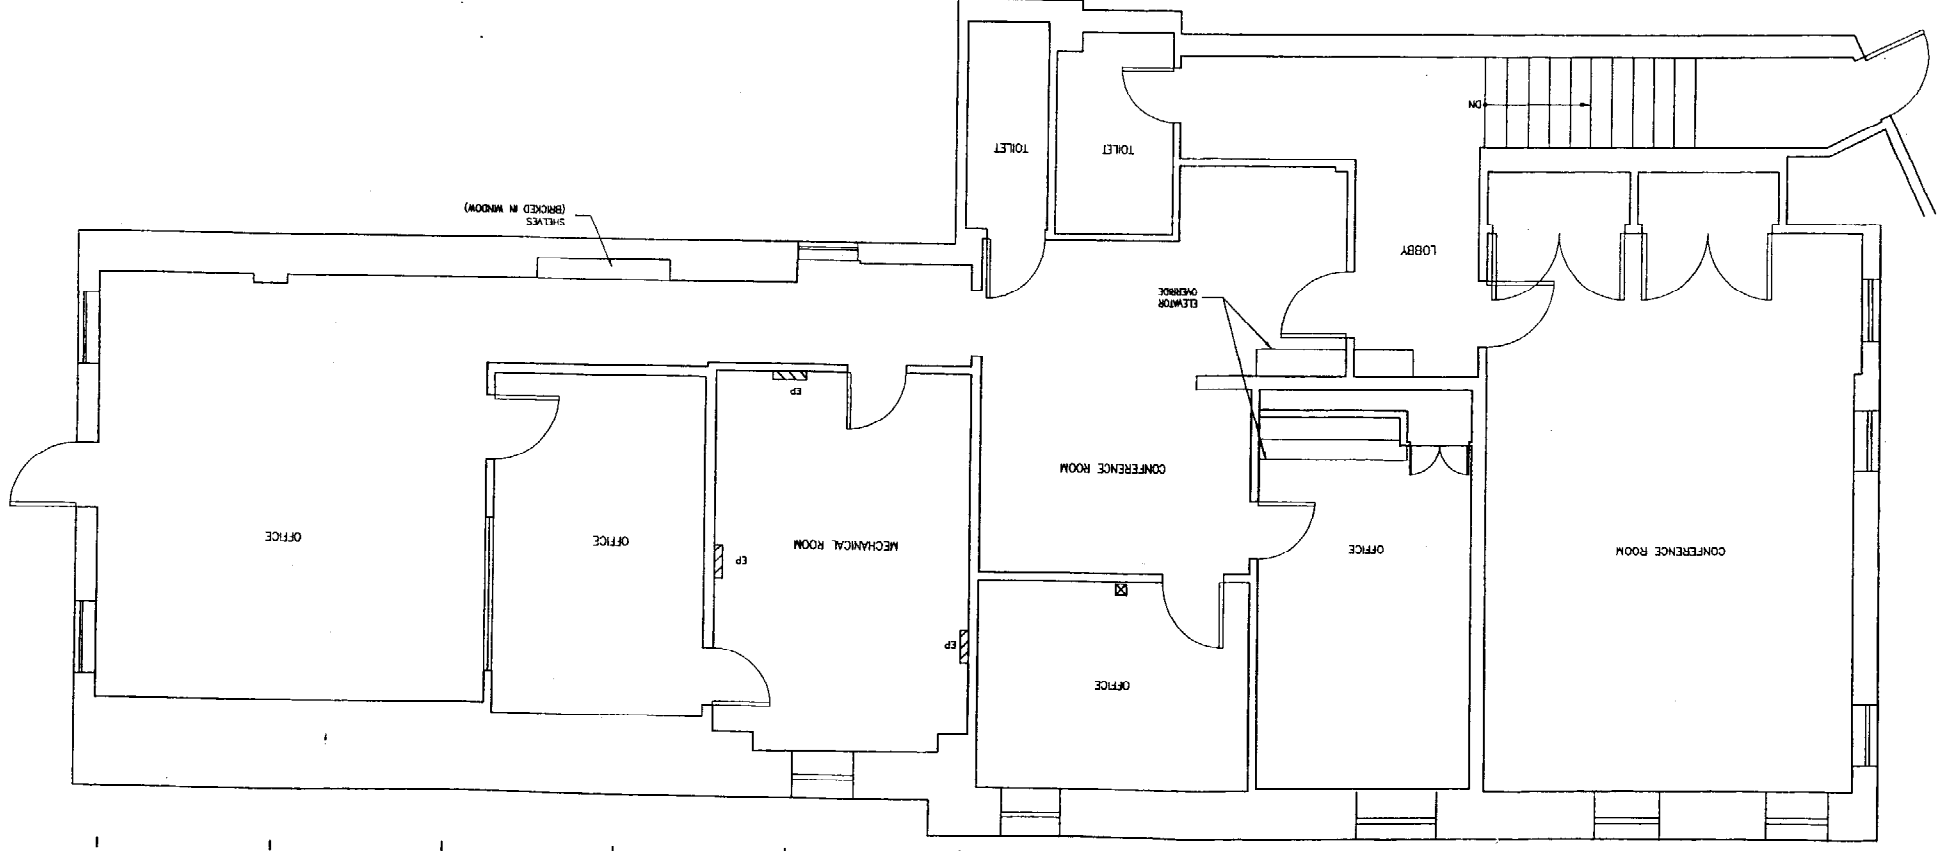 TOILET
TOILET
DN
SHELVES
(BRICKED IN WINDOW)
LOBBY
ELEVATOR
OVERRIDE
EP
CONFERENCE ROOM
OFFICE
OFFICE
MECHANICAL ROOM
EP
OFFICE
CONFERENCE ROOM
EP
OFFICE